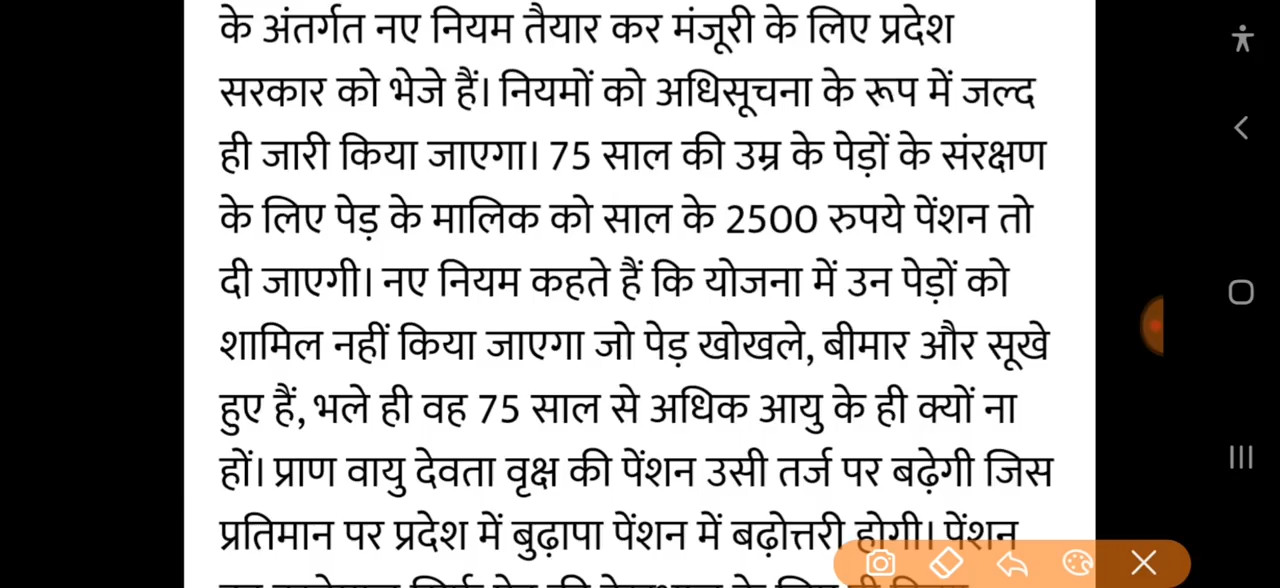 के अंतर्गत नए नियम तैयार कर मंजूरी के लिए प्रदेश
सरकार को भेजे हैं। नियमों को अधिसूचना के रूप में जल्द
ही जारी किया जाएगा। 75 साल की उम्र के पेड़ों के संरक्षण
के लिए पेड़ के मालिक को साल के 2500 रुपये पेंशन तो
दी जाएगी। नए नियम कहते हैं कि योजना में उन पेड़ों को
शामिल नहीं किया जाएगा जो पेड़ खोखले, बीमार और सूखे
हुए हैं, भले ही वह 75 साल से अधिक आयु के ही क्यों ना
हों। प्राण वायु देवता वृक्ष की पेंशन उसी तर्ज पर बढ़ेगी जिस
प्रतिमान पर प्रदेश में बुढ़ापा पेंशन में बढ़ोत्तरी होगी। पेंशन